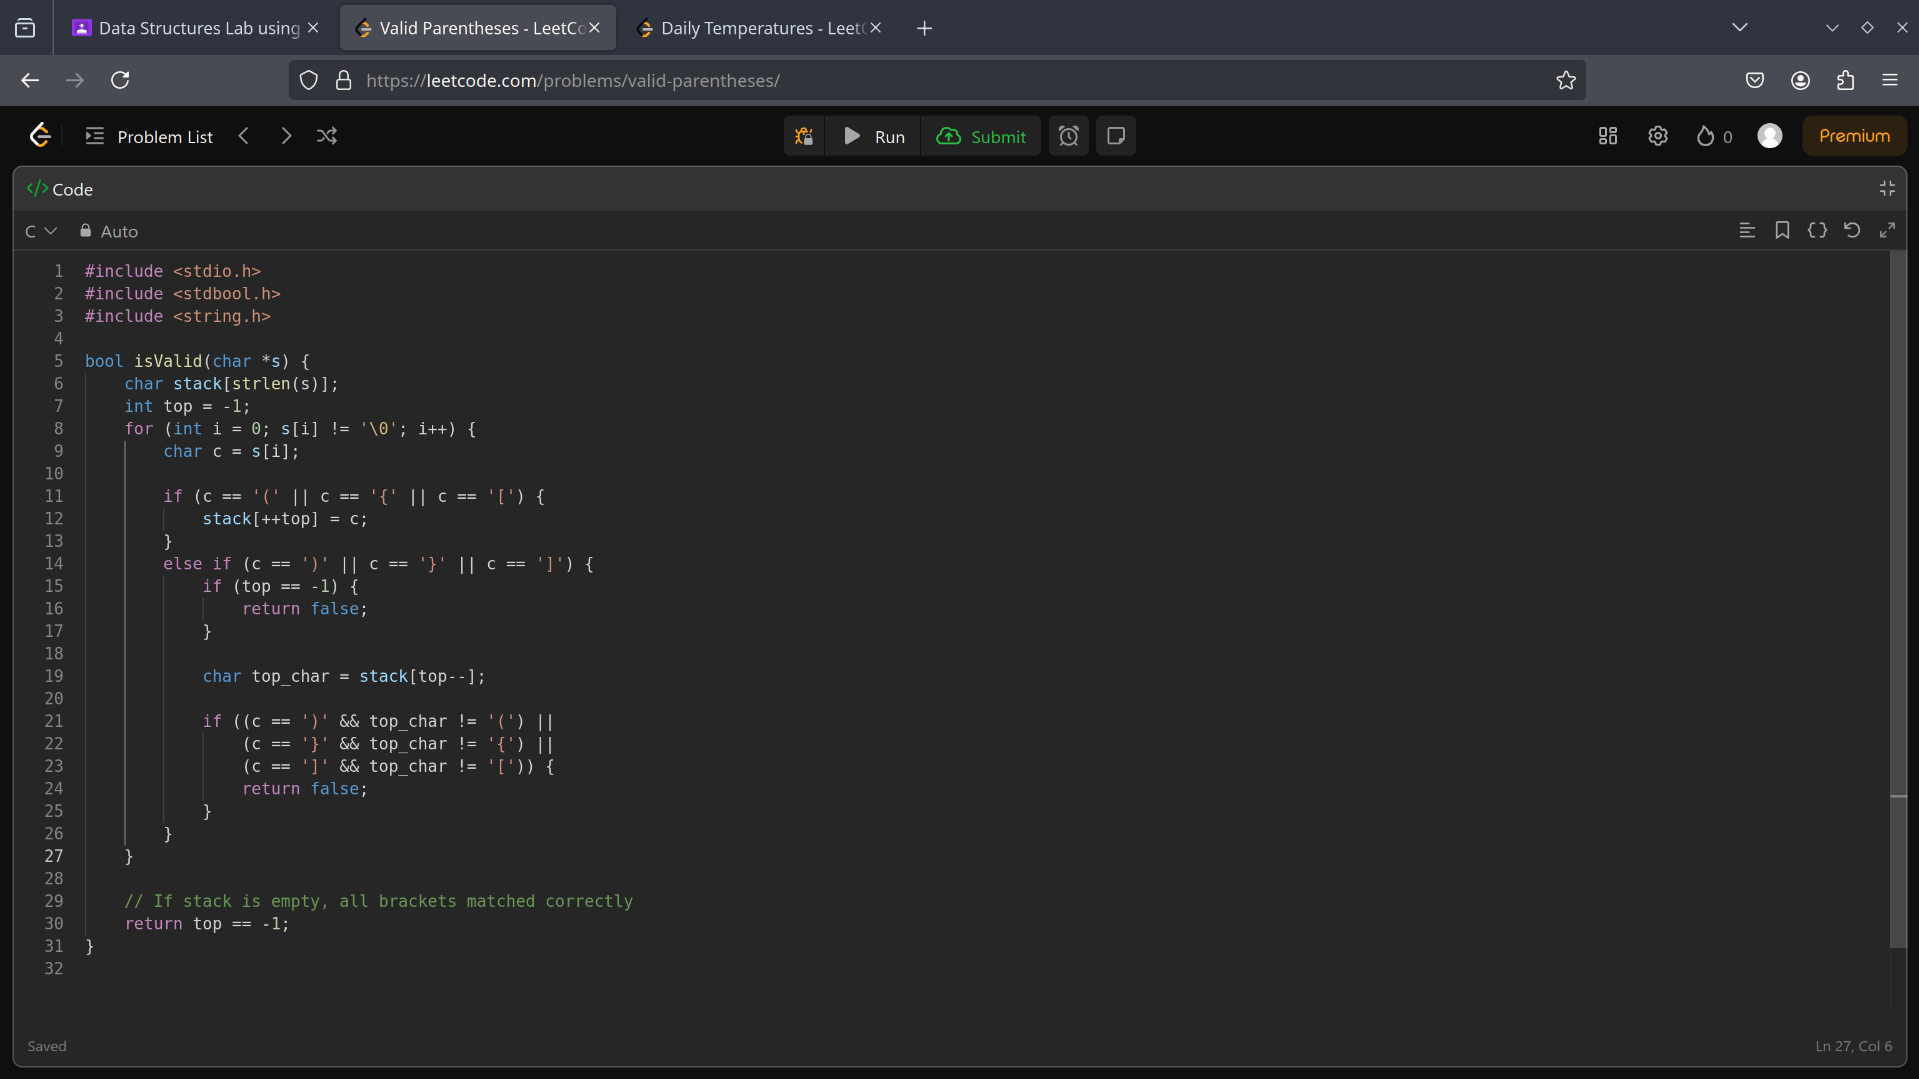 Data Structures Lab using
Valid Parentheses - LeetCo
Daily Temperatures - Leet
https://leetcode.com/problems/valid-parentheses/
Problem List
Run
Submit
0
Premium
</> Code
C
Auto
1 #include <stdio.h>
2 #include <stdbool.h>
3 #include <string.h>
4
5 bool isValid(char *s) {
6     char stack[strlen(s)];
7     int top = -1;
8     for (int i = 0; s[i] != '\0'; i++) {
9         char c = s[i];
10
11         if (c == '(' || c == '{' || c == '[') {
12             stack[++top] = c;
13         }
14         else if (c == ')' || c == '}' || c == ']') {
15             if (top == -1) {
16                 return false;
17             }
18
19             char top_char = stack[top--];
20
21             if ((c == ')' && top_char != '(') ||
22                 (c == '}' && top_char != '{') ||
23                 (c == ']' && top_char != '[')) {
24                 return false;
25             }
26         }
27     }
28
29     // If stack is empty, all brackets matched correctly
30     return top == -1;
31 }
32
Saved
Ln 27, Col 6